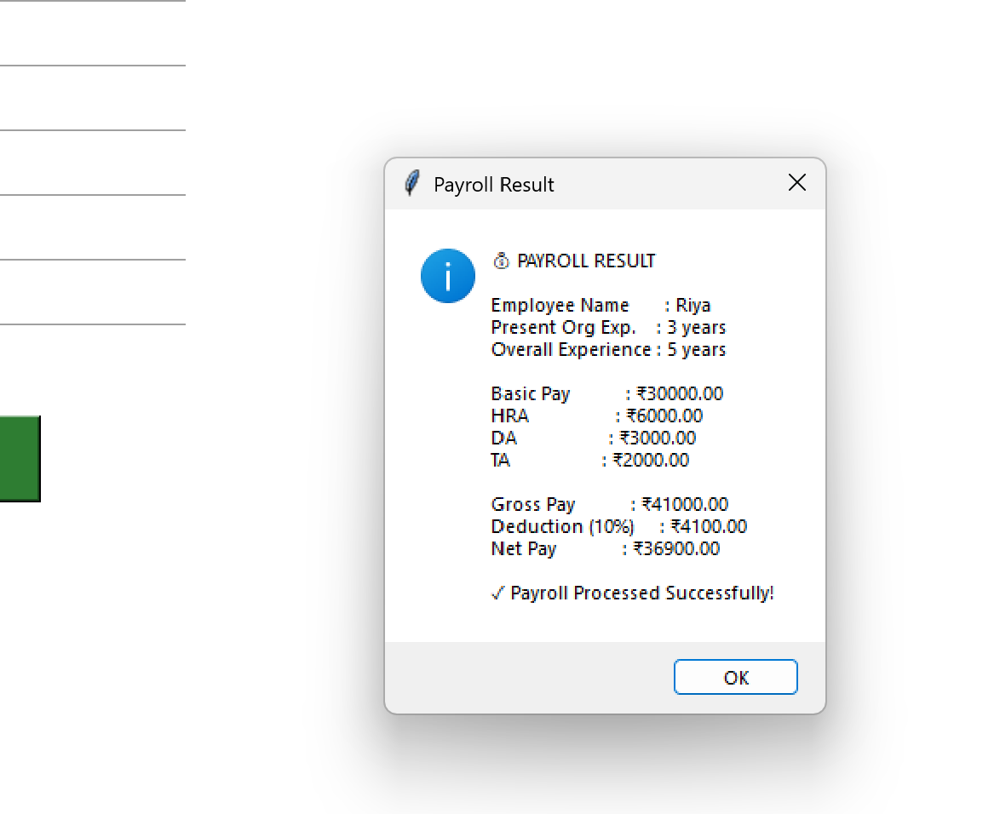 Payroll Result
💰 PAYROLL RESULT
Employee Name : Riya
Present Org Exp. : 3 years
Overall Experience : 5 years
Basic Pay : ₹30000.00
HRA : ₹6000.00
DA : ₹3000.00
TA : ₹2000.00
Gross Pay : ₹41000.00
Deduction (10%) : ₹4100.00
Net Pay : ₹36900.00
✓ Payroll Processed Successfully!
OK